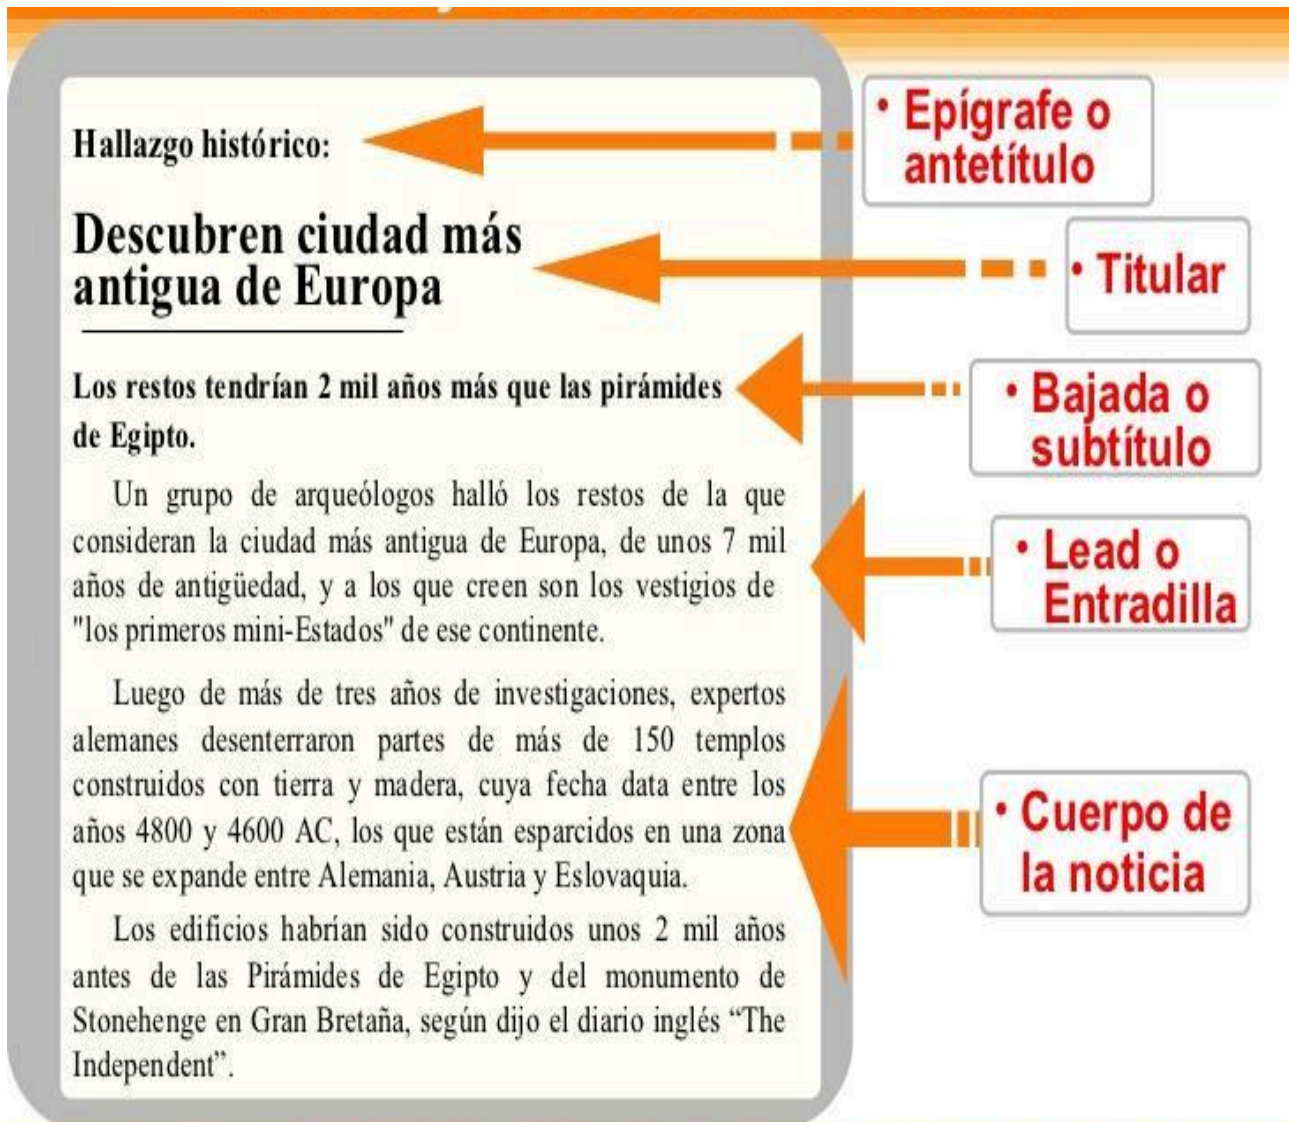 Hallazgo histórico:
Descubren ciudad más
antigua de Europa
Los restos tendrían 2 mil años más que las pirámides
de Egipto.
Un grupo de arqueólogos halló los restos de la que
consideran la ciudad más antigua de Europa, de unos 7 mil
años de antigüedad, y a los que creen son los vestigios de
"los primeros mini-Estados" de ese continente.
Luego de más de tres años de investigaciones, expertos
alemanes desenterraron partes de más de 150 templos
construidos con tierra y madera, cuya fecha data entre los
años 4800 y 4600 AC, los que están esparcidos en una zona
que se expande entre Alemania, Austria y Eslovaquia.
Los edificios habrían sido construidos unos 2 mil años
antes de las Pirámides de Egipto y del monumento de
Stonehenge en Gran Bretaña, según dijo el diario inglés “The
Independent”.
• Epígrafe o
antetítulo
• Titular
• Bajada o
subtítulo
• Lead o
Entradilla
• Cuerpo de
la noticia